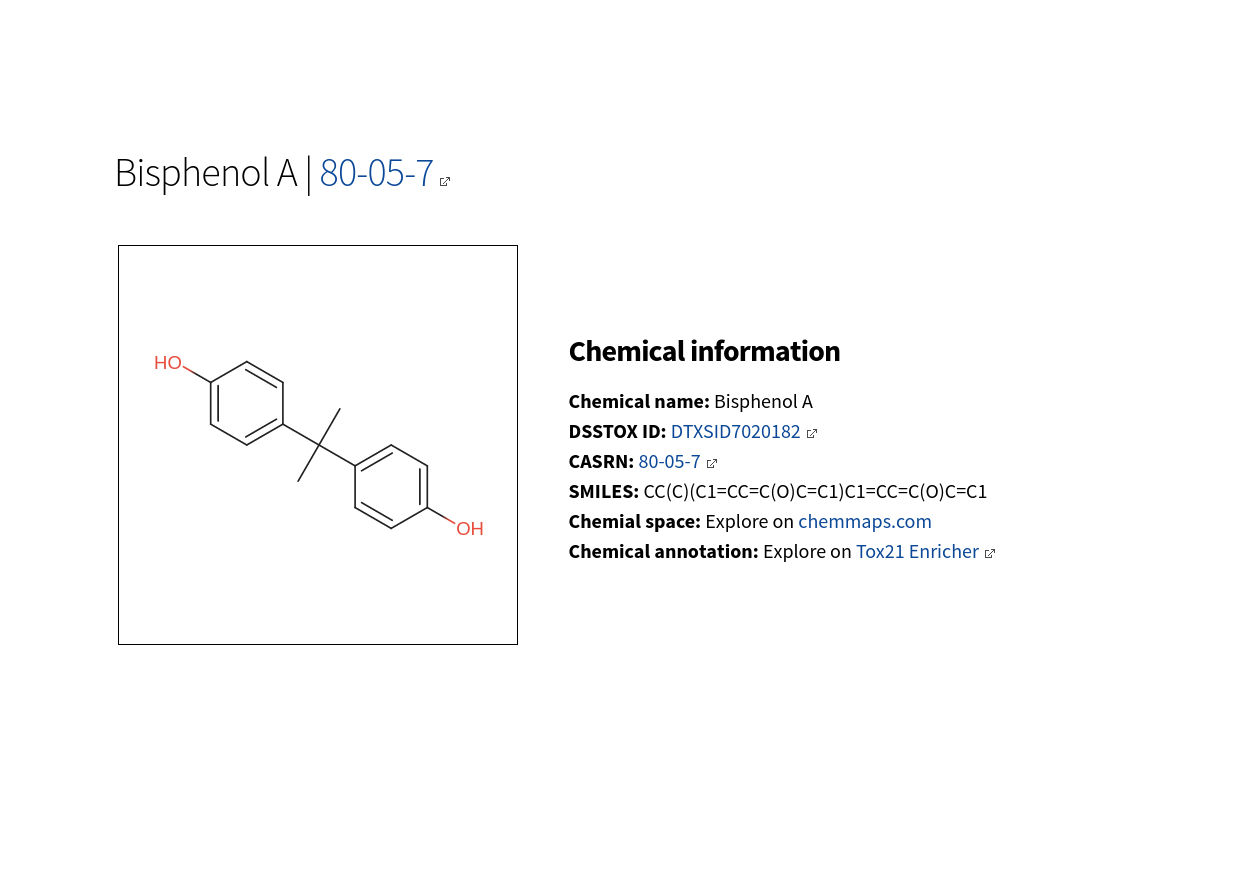 Bisphenol A | 80-05-7
HO
OH
Chemical information
Chemical name: Bisphenol A
DSSTOX ID: DTXSID7020182
CASRN: 80-05-7
SMILES: CC(C)(C1=CC=C(O)C=C1)C1=CC=C(O)C=C1
Chemial space: Explore on chemmaps.com
Chemical annotation: Explore on Tox21 Enricher